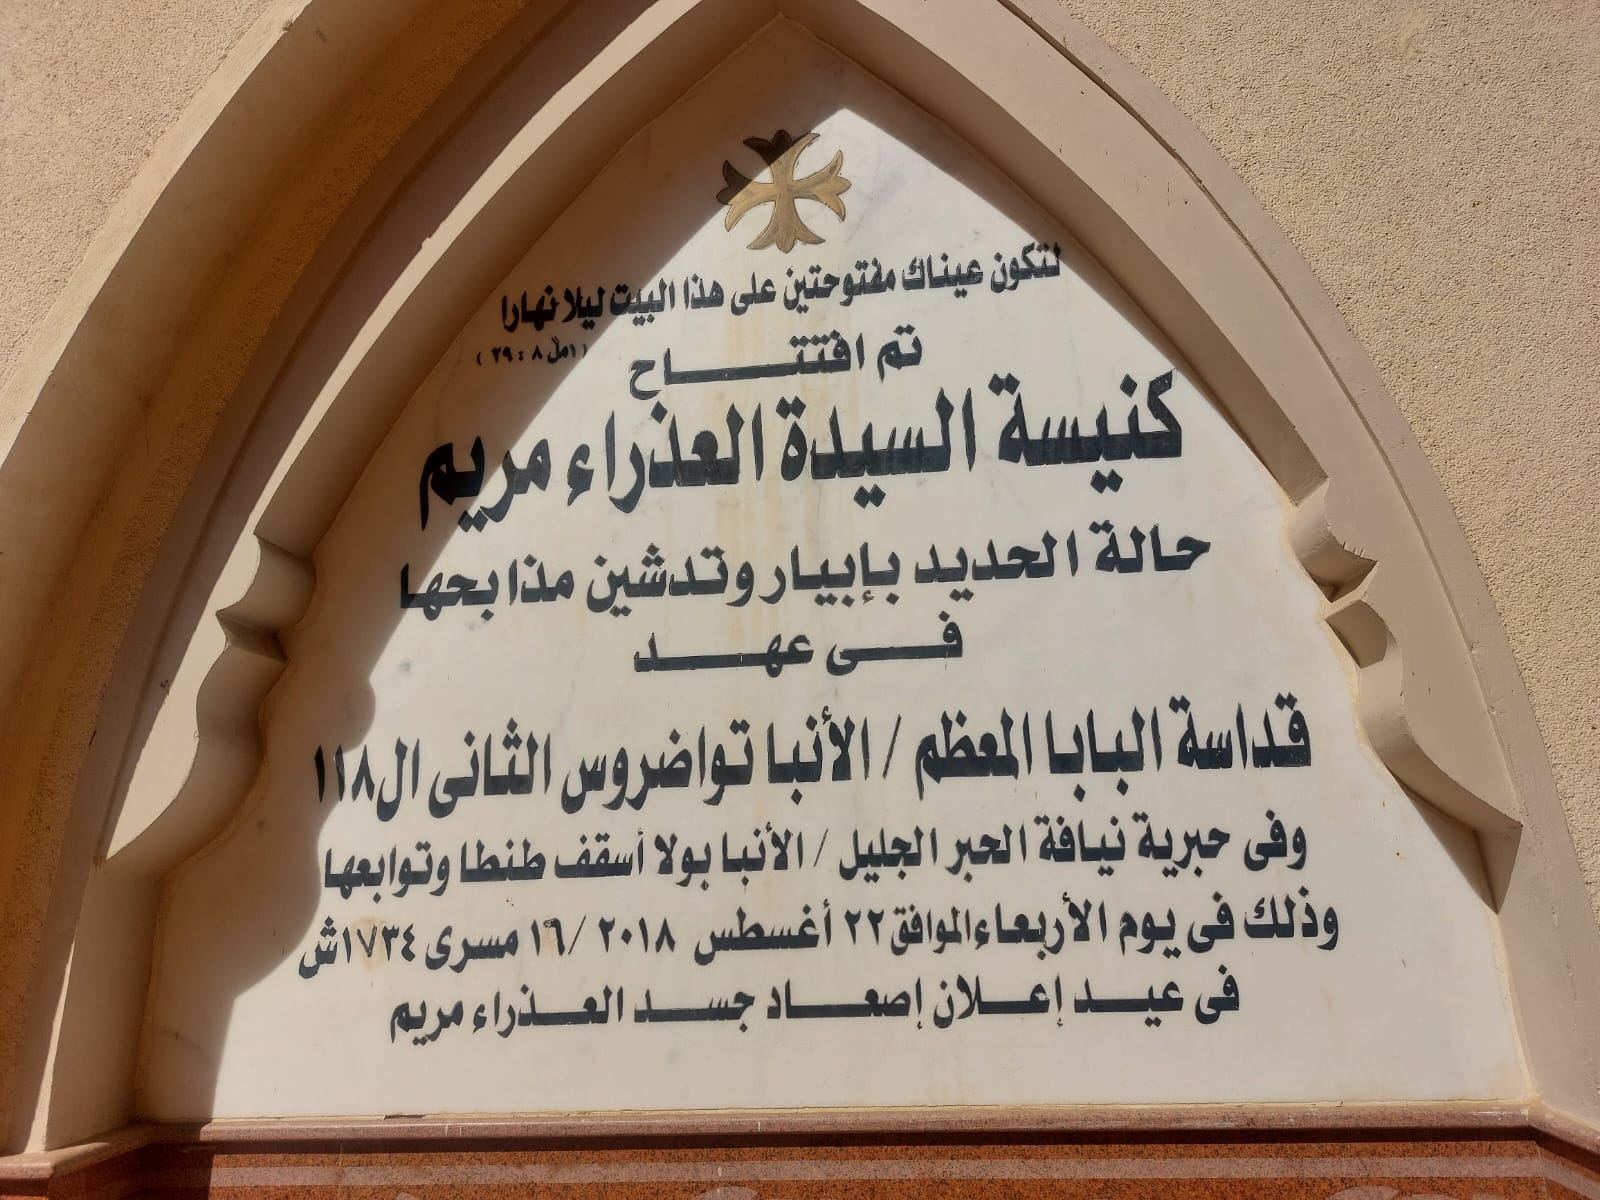 لتكون عيناك مفتوحتين على هذا البيت ليلا نهارا
(١مل ٨ : ٢٩)
تم افتتاح
كنيسة السيدة العذراء مريم
حالة الحديد بإبيار وتدشين مذابحها
فى عهد
قداسة البابا المعظم / الأنبا تواضروس الثانى ال١١٨
وفى حبرية نيافة الحبر الجليل / الأنبا بولا أسقف طنطا وتوابعها
وذلك فى يوم الأربعاء الموافق ٢٢ أغسطس ٢٠١٨ /١٦ مسرى ١٧٣٤ش
فى عيد إعلان إصعاد جسد العذراء مريم